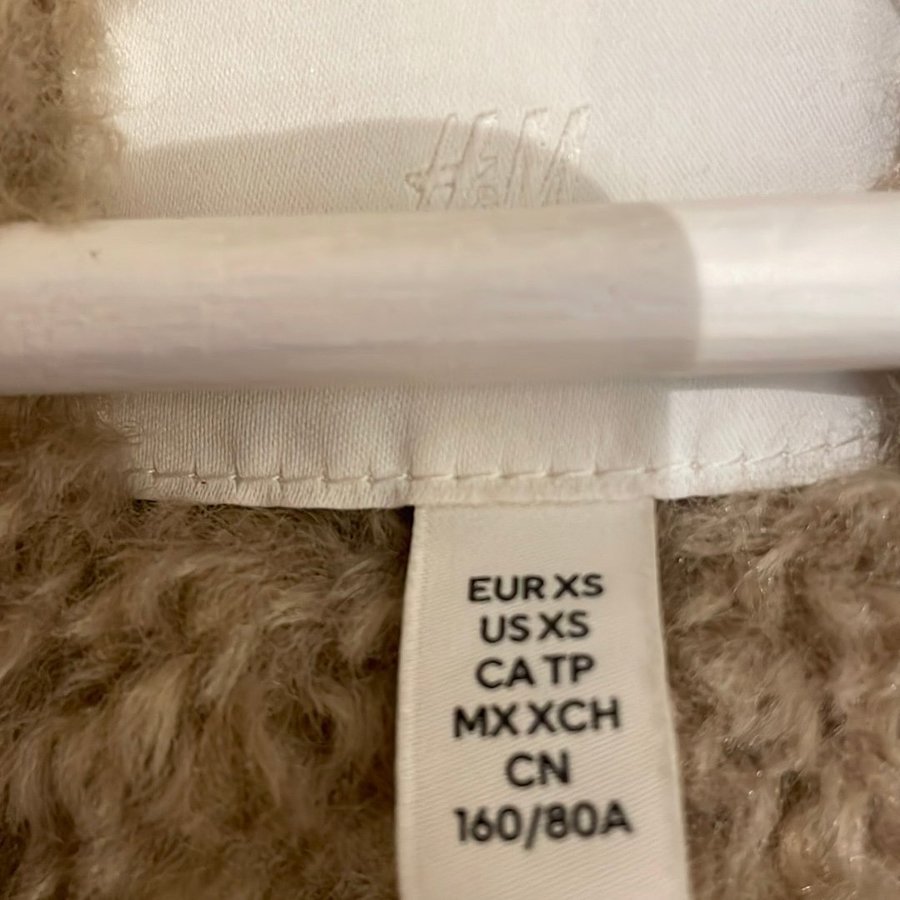 H&M
EUR XS
US XS
CA TP
MX XCH
CN
160/80A